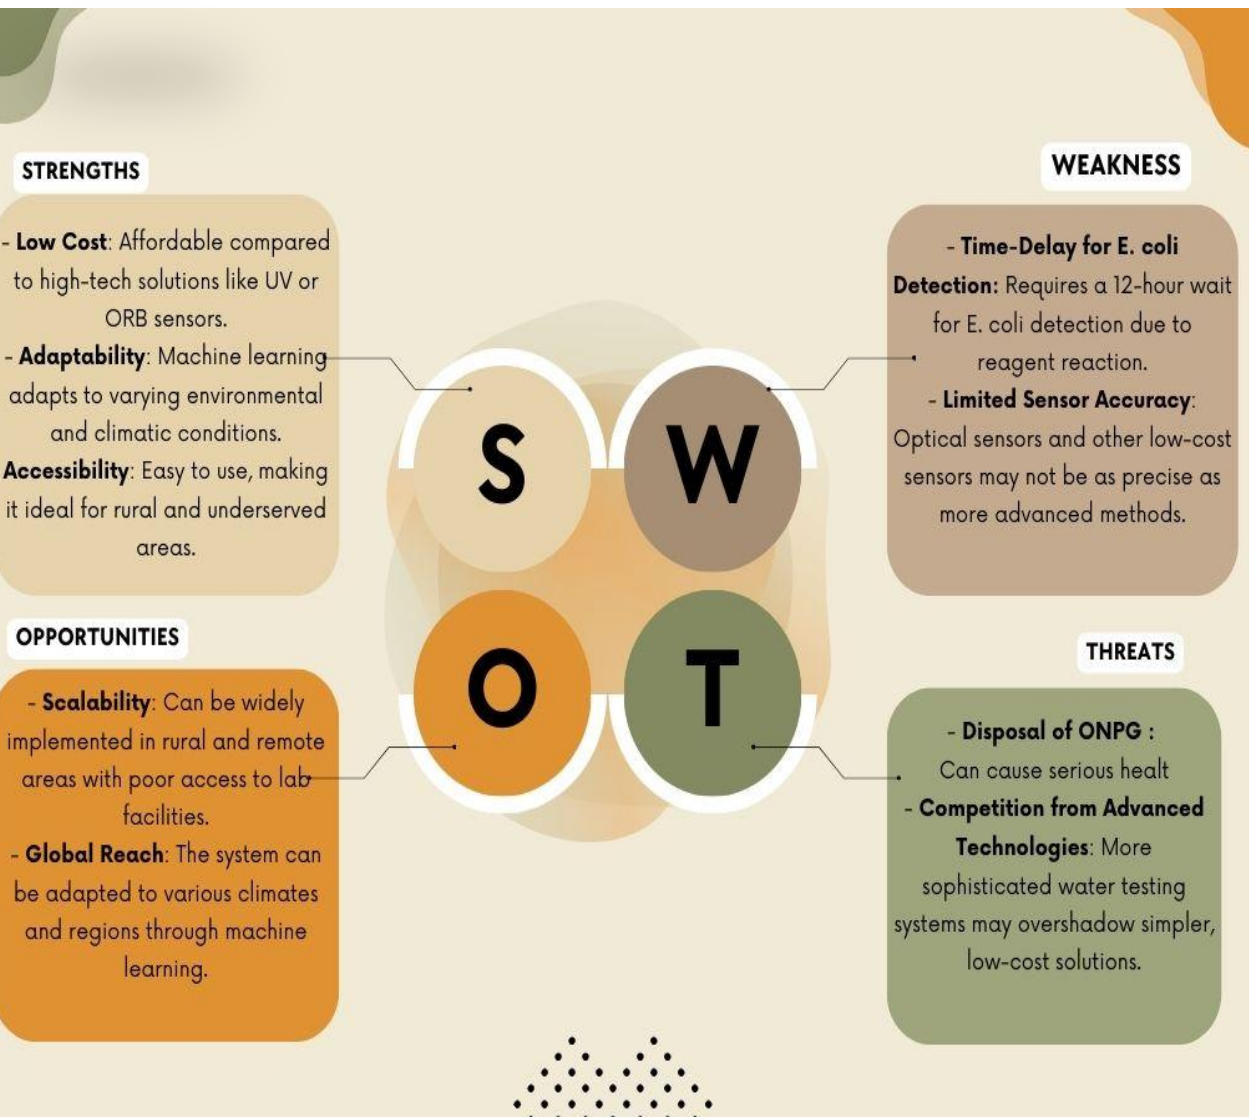 STRENGTHS
- Low Cost: Affordable compared
to high-tech solutions like UV or
ORB sensors.
- Adaptability: Machine learning
adapts to varying environmental
and climatic conditions.
Accessibility: Easy to use, making
it ideal for rural and underserved
areas.
WEAKNESS
- Time-Delay for E. coli
Detection: Requires a 12-hour wait
for E. coli detection due to
reagent reaction.
- Limited Sensor Accuracy:
Optical sensors and other low-cost
sensors may not be as precise as
more advanced methods.
S
W
O
T
OPPORTUNITIES
- Scalability: Can be widely
implemented in rural and remote
areas with poor access to lab
facilities.
- Global Reach: The system can
be adapted to various climates
and regions through machine
learning.
THREATS
- Disposal of ONPG :
Can cause serious healt
- Competition from Advanced
Technologies: More
sophisticated water testing
systems may overshadow simpler,
low-cost solutions.